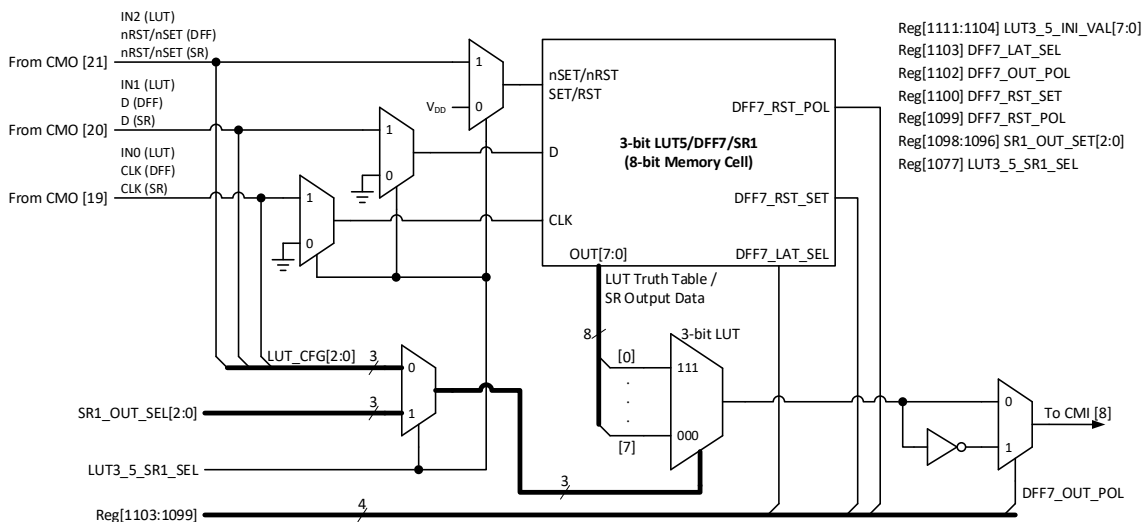 IN2 (LUT)
nRST/nSET (DFF)
nRST/nSET (SR)
From CMO [21]
IN1 (LUT)
D (DFF)
D (SR)
From CMO [20]
IN0 (LUT)
CLK (DFF)
CLK (SR)
From CMO [19]
1
0
VDD
1
0
1
0
nSET/nRST
SET/RST
D
CLK
3-bit LUT5/DFF7/SR1
(8-bit Memory Cell)
DFF7_RST_POL
DFF7_RST_SET
DFF7_LAT_SEL
OUT[7:0]
Reg[1111:1104] LUT3_5_INI_VAL[7:0]
Reg[1103] DFF7_LAT_SEL
Reg[1102] DFF7_OUT_POL
Reg[1100] DFF7_RST_SET
Reg[1099] DFF7_RST_POL
Reg[1098:1096] SR1_OUT_SET[2:0]
Reg[1077] LUT3_5_SR1_SEL
LUT Truth Table /
SR Output Data
8
3-bit LUT
[0]
111
.
.
.
.
[7]
000
LUT_CFG[2:0]
3
0
SR1_OUT_SEL[2:0]
3
1
LUT3_5_SR1_SEL
3
0
1
To CMI [8]
DFF7_OUT_POL
Reg[1103:1099]
4